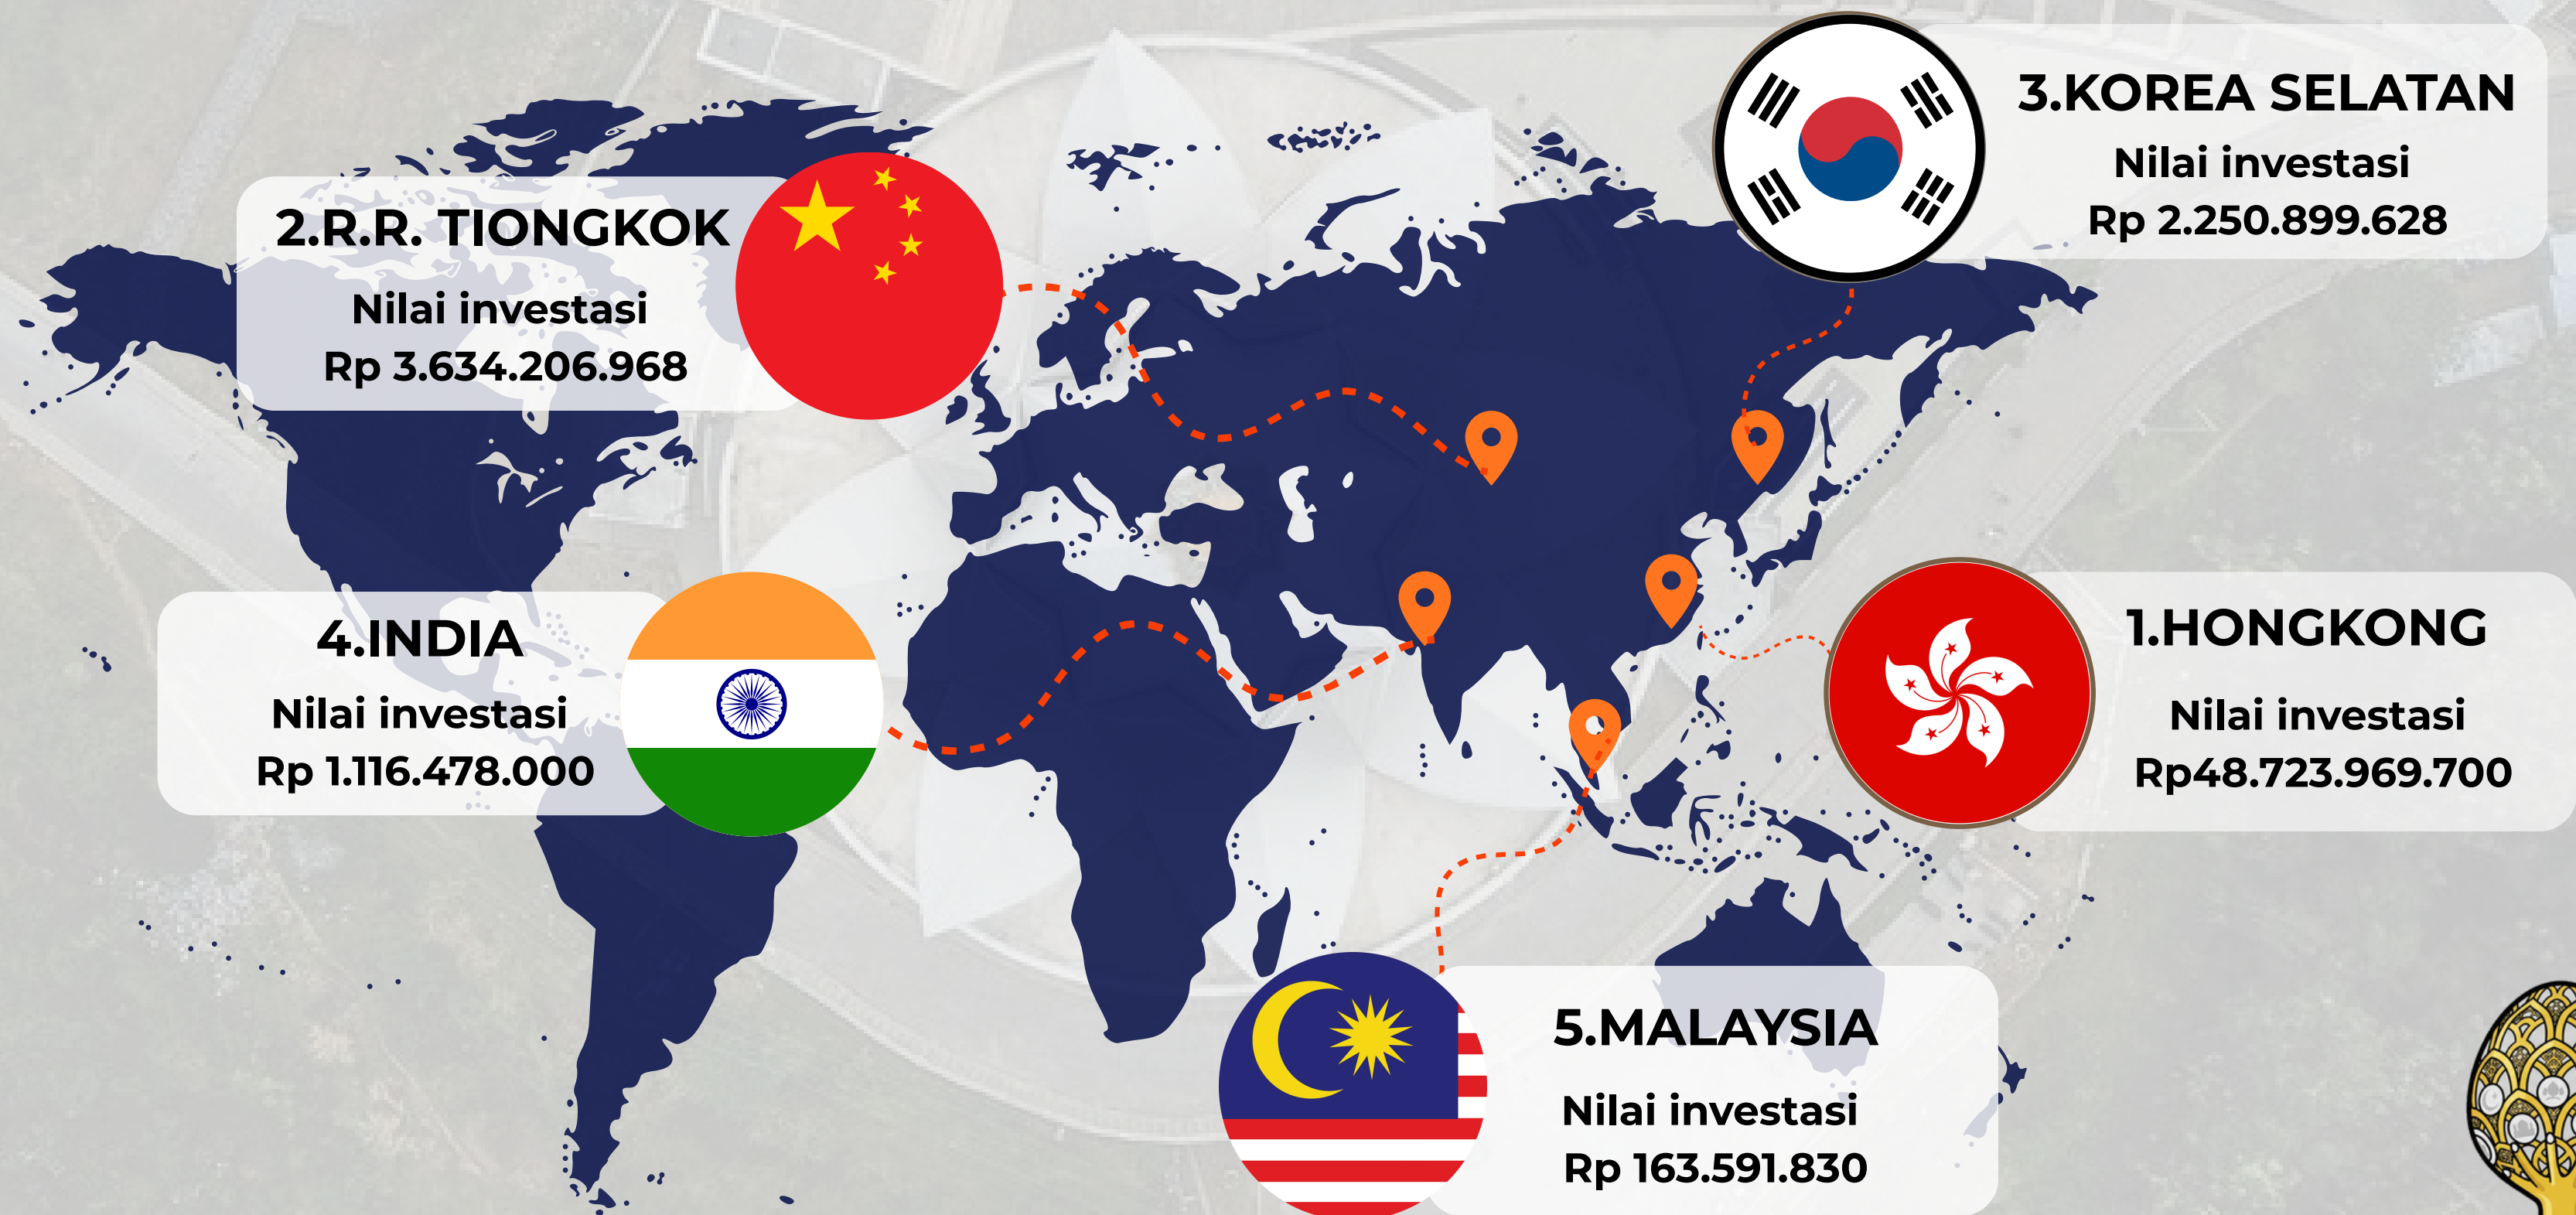 3.KOREA SELATAN
Nilai investasi
Rp 2.250.899.628
2.R.R. TIONGKOK
Nilai investasi
Rp 3.634.206.968
4.INDIA
Nilai investasi
Rp 1.116.478.000
1.HONGKONG
Nilai investasi
Rp48.723.969.700
5.MALAYSIA
Nilai investasi
Rp 163.591.830